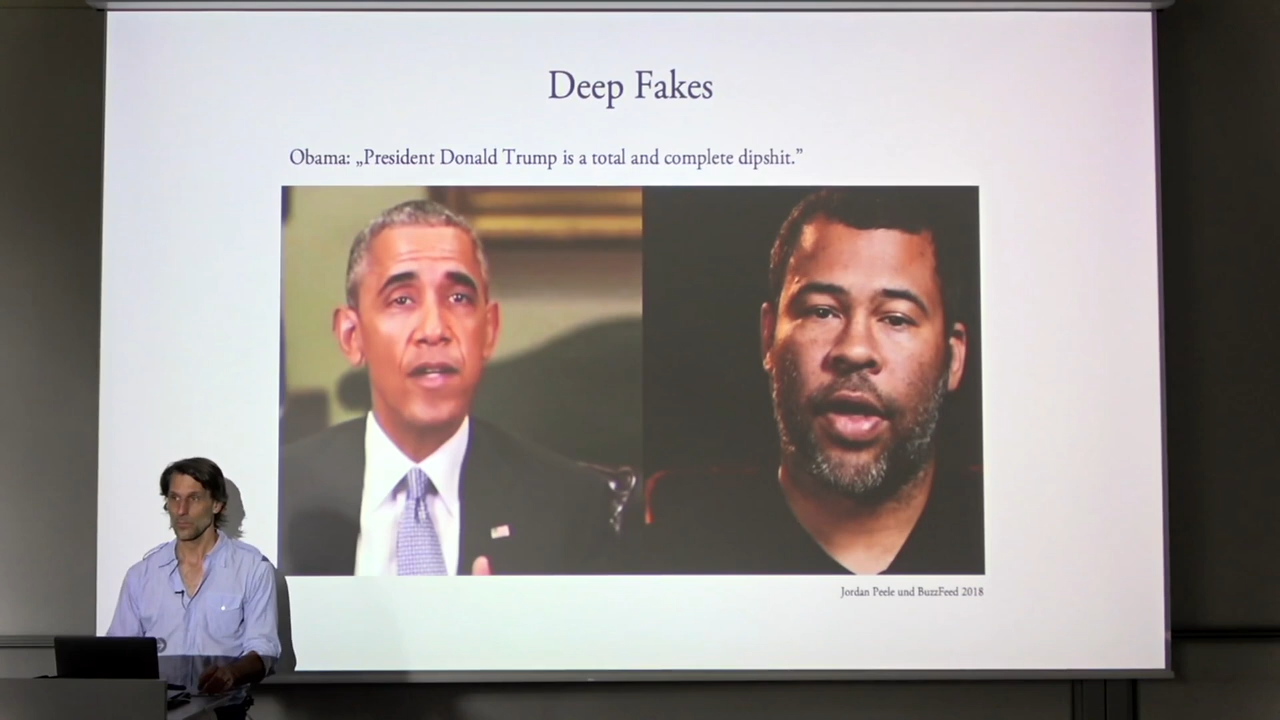 Deep Fakes
Obama: „President Donald Trump is a total and complete dipshit.”
Jordan Peele und BuzzFeed 2018